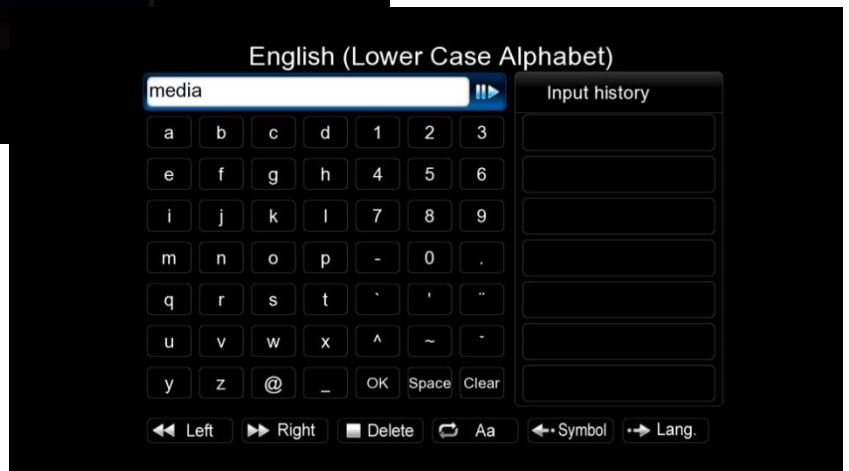 English (Lower Case Alphabet)
media
Input history
a b c d 1 2 3
e f g h 4 5 6
i j k l 7 8 9
m n o p - 0 .
q r s t ` ' ¨
u v w x ^ ~ ˇ
y z @ _ OK Space Clear
Left Right Delete Aa Symbol Lang.